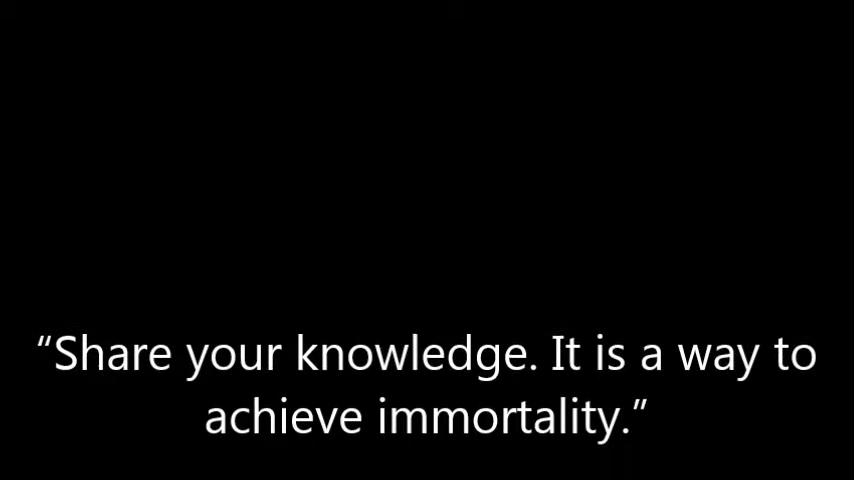 “Share your knowledge. It is a way to
achieve immortality.”